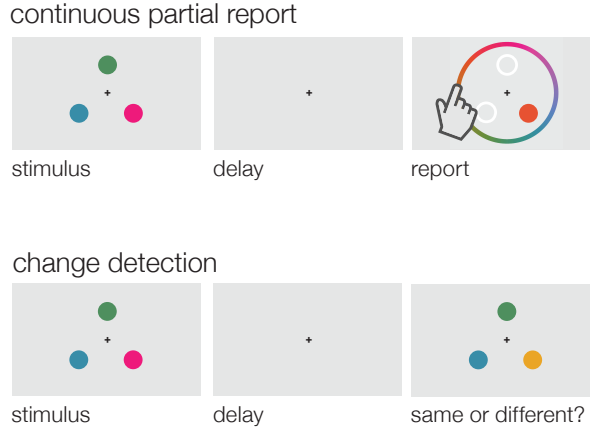 continuous partial report
stimulus delay report
change detection
stimulus delay same or different?